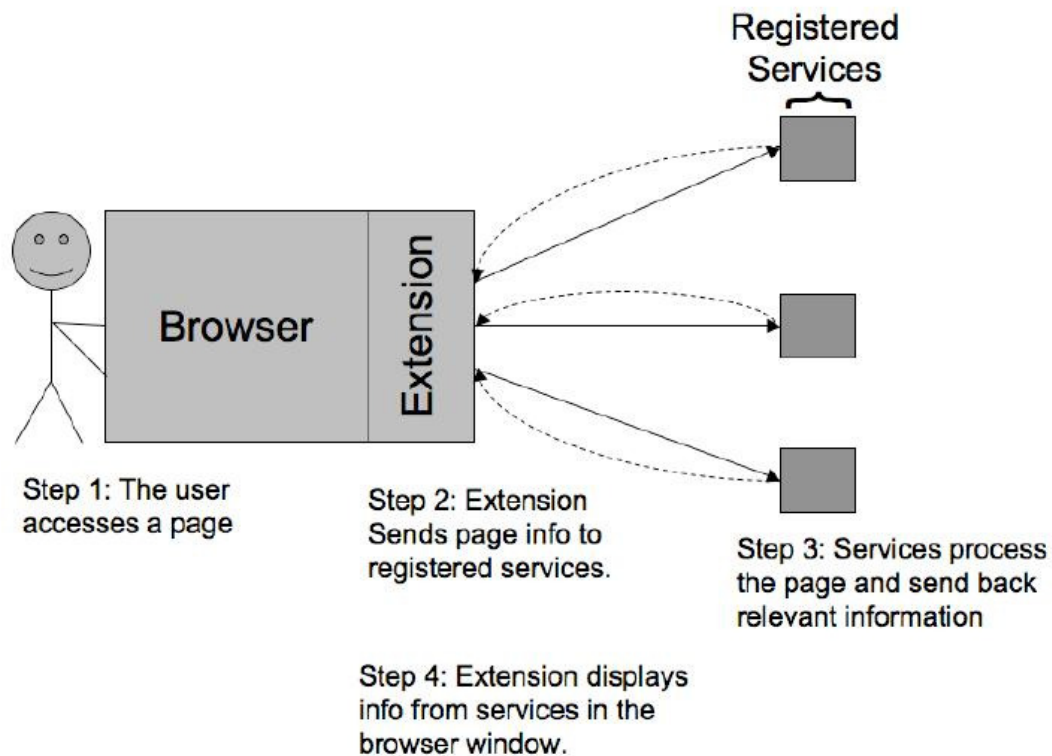 Registered
Services
Browser
Extension
Step 1: The user
accesses a page
Step 2: Extension
Sends page info to
registered services.
Step 3: Services process
the page and send back
relevant information
Step 4: Extension displays
info from services in the
browser window.